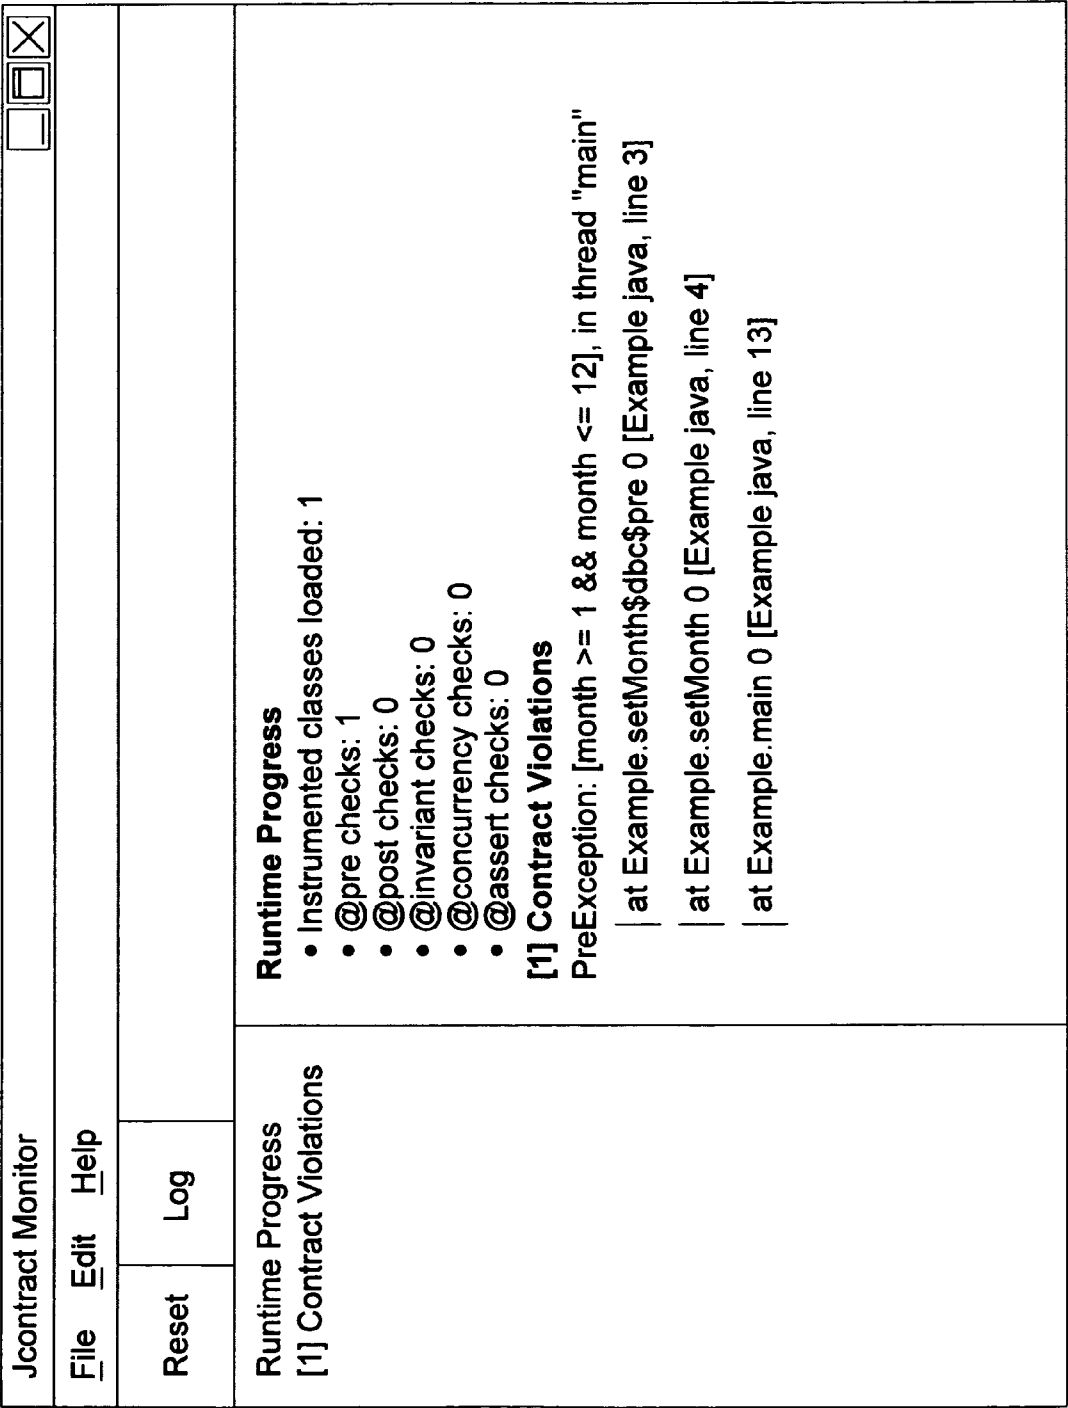 Jcontract Monitor
File Edit Help
Reset Log
Runtime Progress
[1] Contract Violations
Runtime Progress
• Instrumented classes loaded: 1
• @pre checks: 1
• @post checks: 0
• @invariant checks: 0
• @concurrency checks: 0
• @assert checks: 0
[1] Contract Violations
PreException: [month >= 1 && month <= 12], in thread "main"
| at Example.setMonth$dbc$pre 0 [Example java, line 3]
| at Example.setMonth 0 [Example java, line 4]
| at Example.main 0 [Example java, line 13]